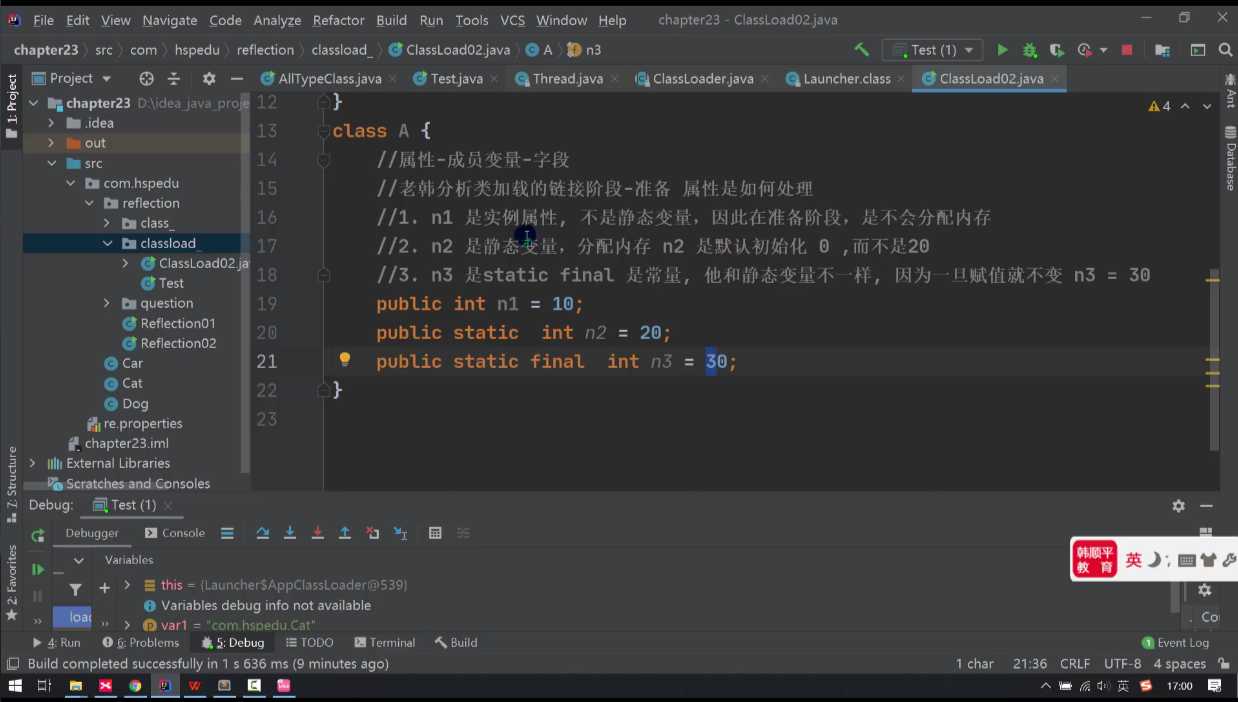 File Edit View Navigate Code Analyze Refactor Build Run Tools VCS Window Help chapter23 - ClassLoad02.java
chapter23 src com hspedu reflection classload_ ClassLoad02.java A n3 Test (1)
1: Project
Project
AllTypeClass.java Test.java Thread.java ClassLoader.java Launcher.class ClassLoad02.java
chapter23 D:\idea_java_proje
.idea
out
src
com.hspedu
reflection
class_
classload_
ClassLoad02.ja
Test
question
Reflection01
Reflection02
Car
Cat
Dog
re.properties
chapter23.iml
External Libraries
Scratches and Consoles
4
12 }
13 class A {
14 //属性-成员变量-字段
15 //老韩分析类加载的链接阶段-准备 属性是如何处理
16 //1. n1 是实例属性, 不是静态变量，因此在准备阶段，是不会分配内存
17 //2. n2 是静态变量，分配内存 n2 是默认初始化 0 ,而不是20
18 //3. n3 是static final 是常量, 他和静态变量不一样, 因为一旦赋值就不变 n3 = 30
19 public int n1 = 10;
20 public static  int n2 = 20;
21 public static final  int n3 = 30;
22 }
23
Ant
Database
7: Structure
2: Favorites
Debug: Test (1)
Debugger Console
Variables
this = {Launcher$AppClassLoader@539}
Variables debug info not available
var1 = "com.hspedu.Cat"
load
Co
韩顺平
教 育
英
4: Run 6: Problems 5: Debug TODO Terminal Build 1 Event Log
Build completed successfully in 1 s 636 ms (9 minutes ago) 1 char 21:36 CRLF UTF-8 4 spaces
英 17:00